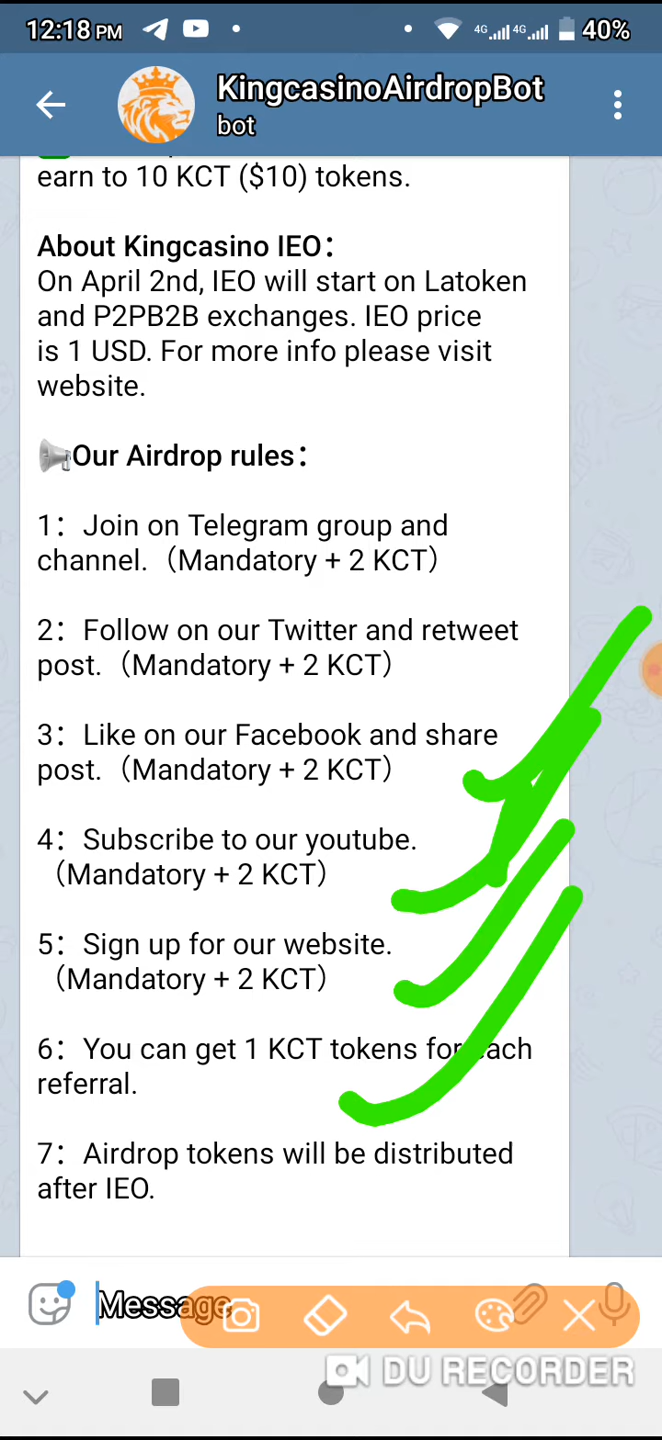 12:18 PM
4G 4G 40%
KingcasinoAirdropBot
bot
earn to 10 KCT ($10) tokens.
About Kingcasino IEO：
On April 2nd, IEO will start on Latoken
and P2PB2B exchanges. IEO price
is 1 USD. For more info please visit
website.
Our Airdrop rules：
1： Join on Telegram group and
channel.（Mandatory + 2 KCT）
2： Follow on our Twitter and retweet
post.（Mandatory + 2 KCT）
3： Like on our Facebook and share
post.（Mandatory + 2 KCT）
4： Subscribe to our youtube.
（Mandatory + 2 KCT）
5： Sign up for our website.
（Mandatory + 2 KCT）
6： You can get 1 KCT tokens for each
referral.
7： Airdrop tokens will be distributed
after IEO.
Message
DU RECORDER